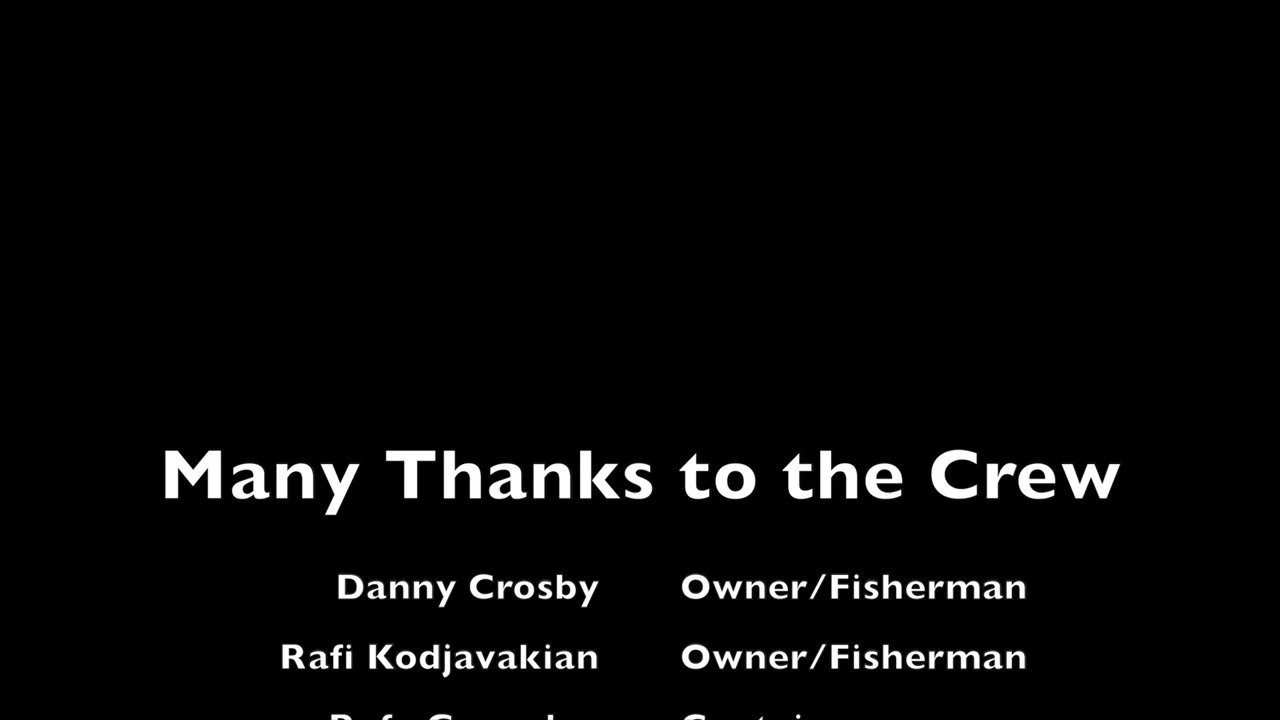 Many Thanks to the Crew
Danny Crosby Owner/Fisherman
Rafi Kodjavakian Owner/Fisherman